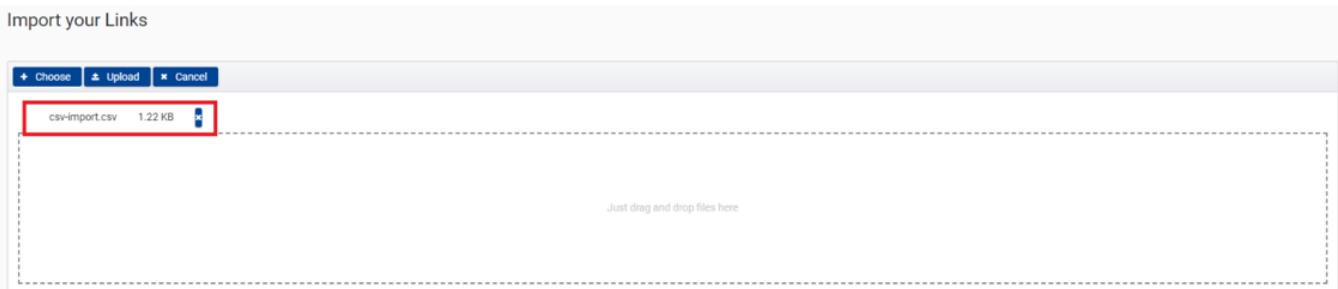 Import your Links
Choose Upload Cancel
csv-import.csv 1.22 KB
Just drag and drop files here